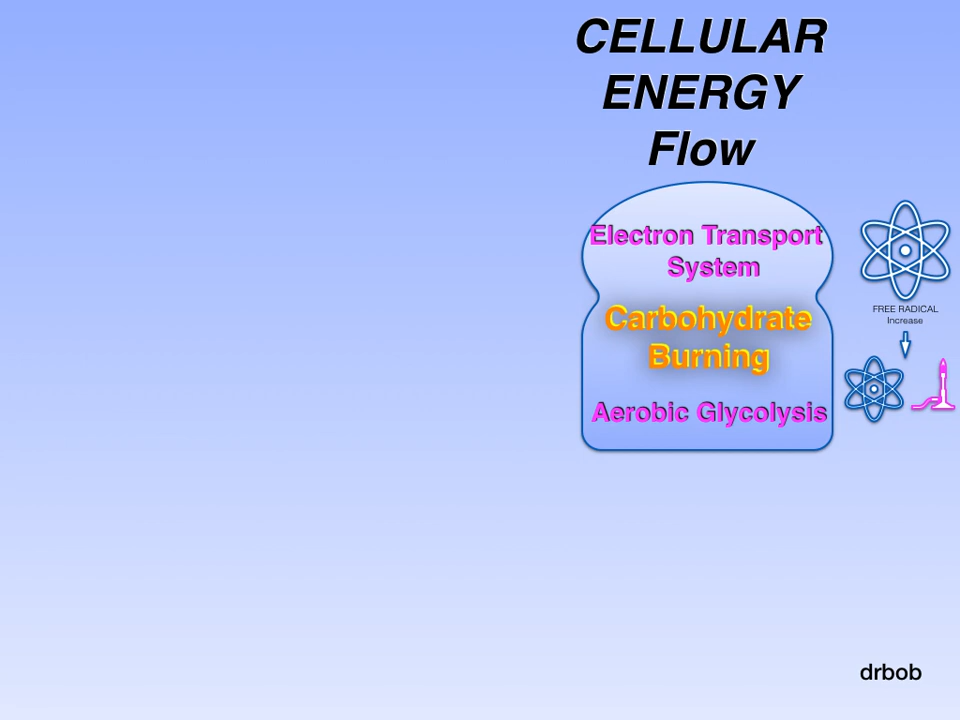 CELLULAR
ENERGY
Flow
Electron Transport
System
Carbohydrate
Burning
Aerobic Glycolysis
FREE RADICAL
Increase
drbob